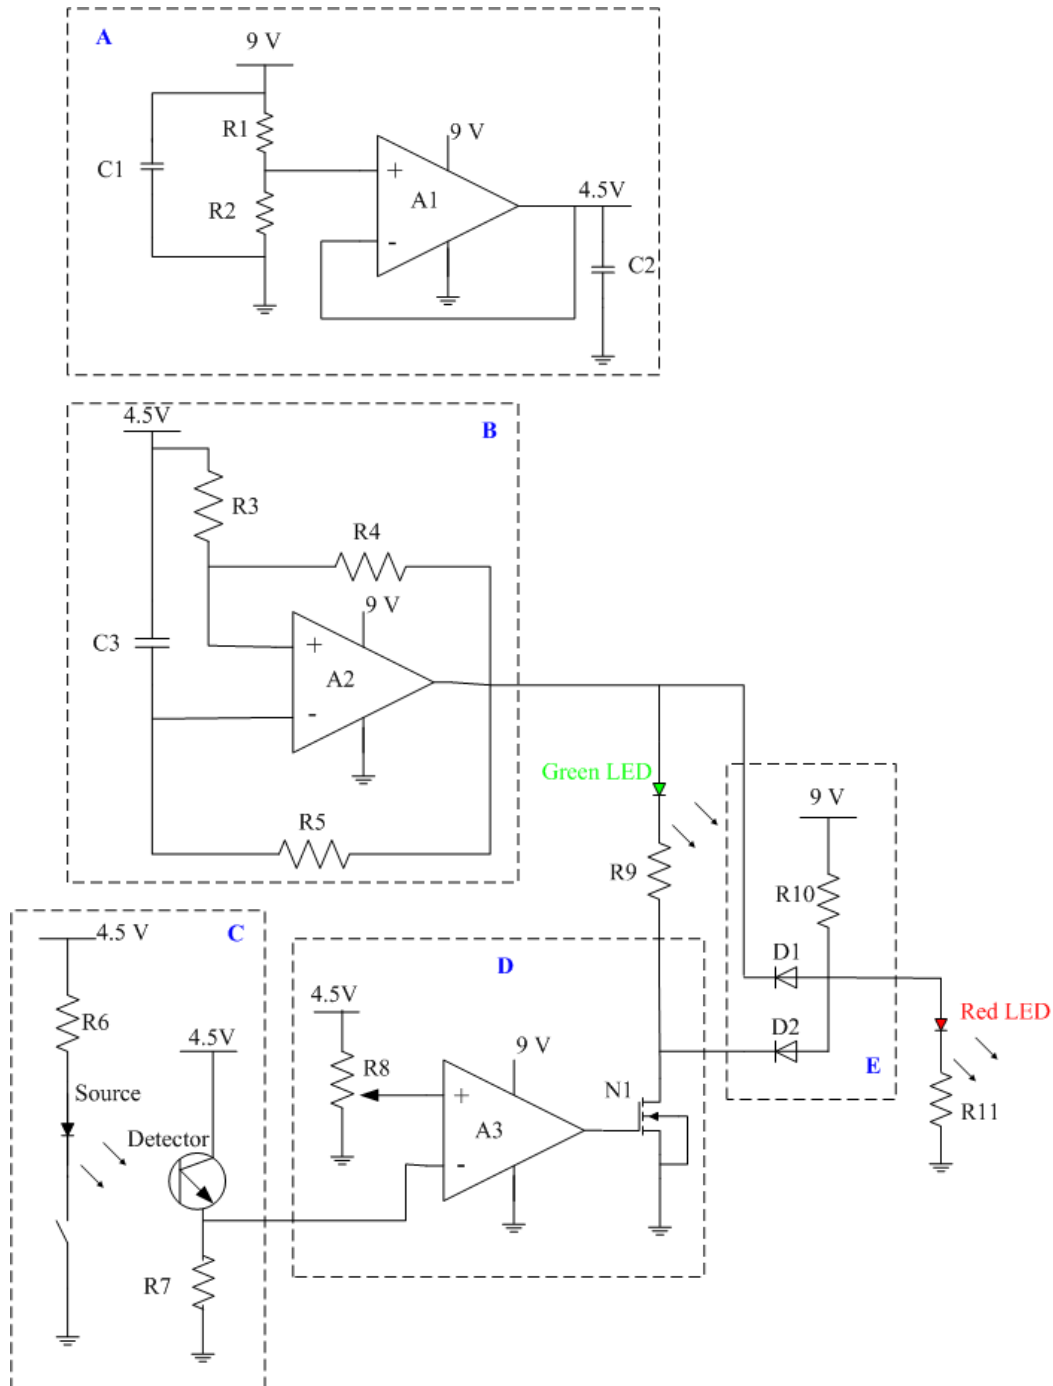 A
9 V
R1
9 V
C1
+
A1
4.5V
R2
-
C2
4.5V
B
R3
R4
9 V
C3
+
A2
-
Green LED
9 V
R5
R9
R10
4.5 V
C
D
D1
4.5V
Red LED
R6
4.5V
9 V
D2
E
R8
Source
+
N1
R11
A3
Detector
-
R7